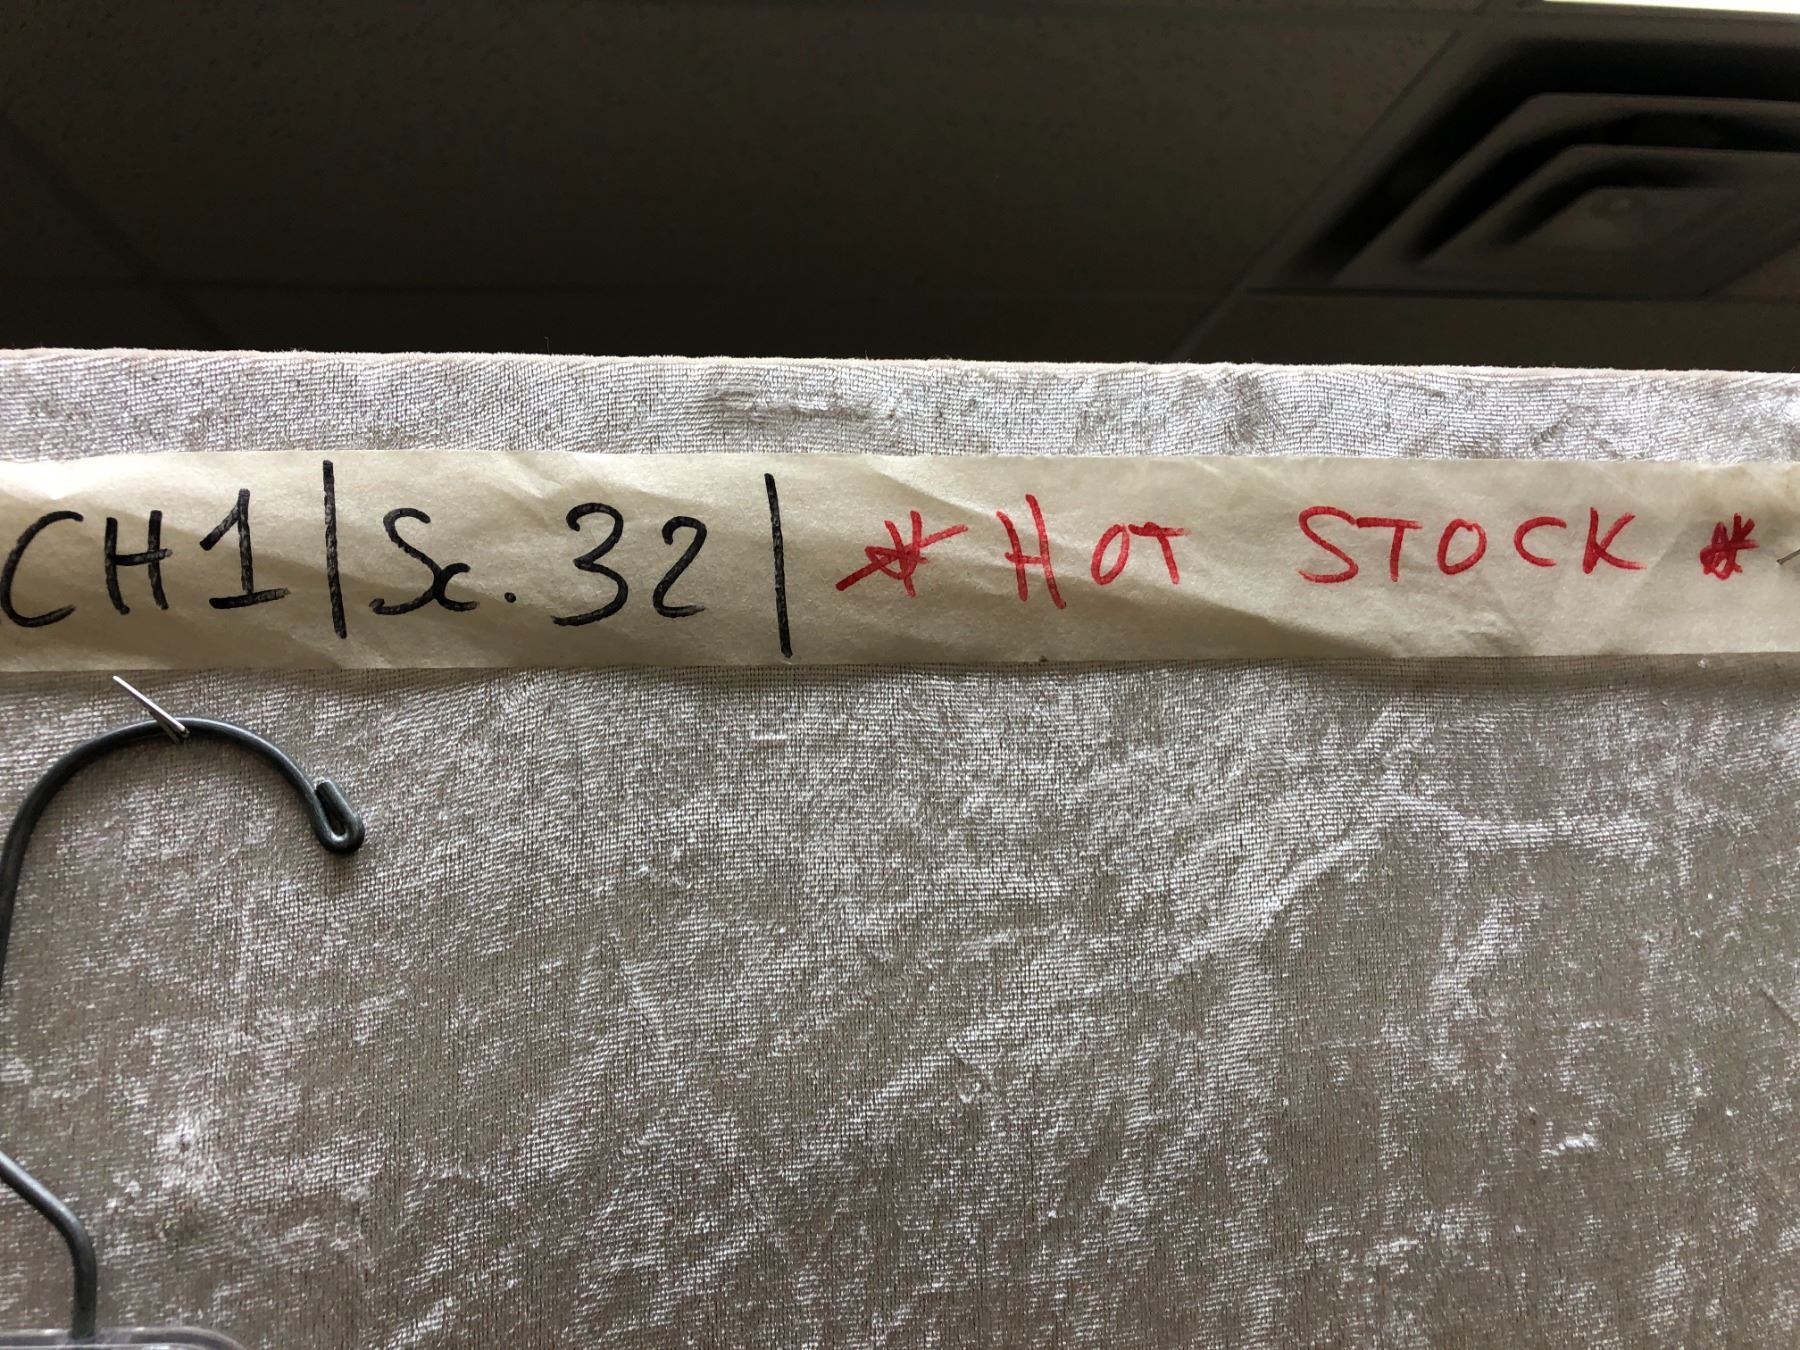 CH1 | Sc. 32 | * HOT STOCK *